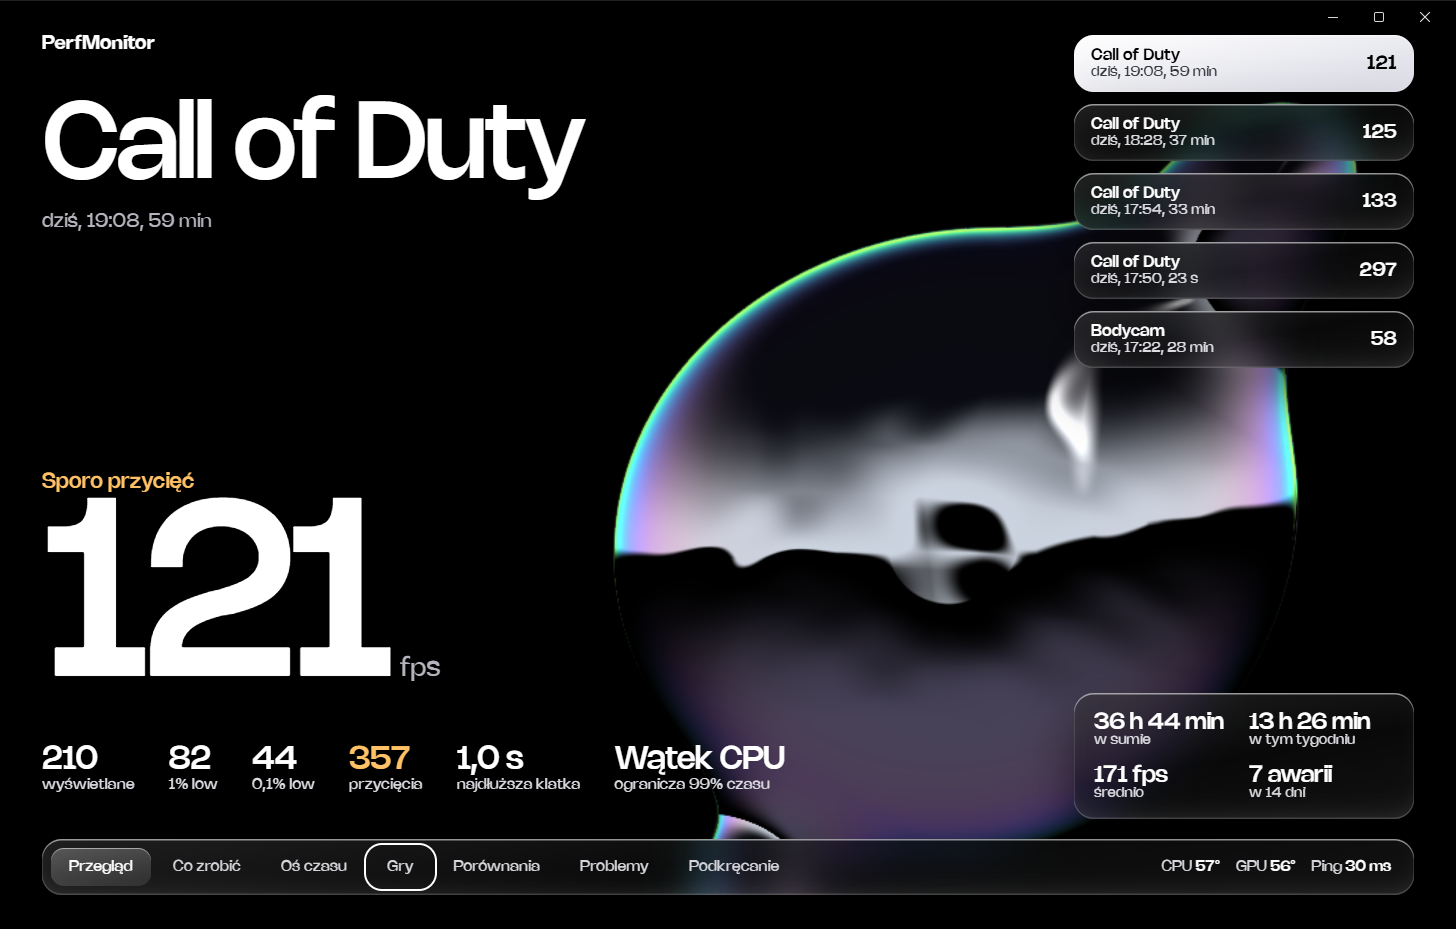 PerfMonitor
Call of Duty
dziś, 19:08, 59 min
Call of Duty
dziś, 19:08, 59 min
121
Call of Duty
dziś, 18:28, 37 min
125
Call of Duty
dziś, 17:54, 33 min
133
Call of Duty
dziś, 17:50, 23 s
297
Bodycam
dziś, 17:22, 28 min
58
Sporo przycięć
121 fps
210
wyświetlane
82
1% low
44
0,1% low
357
przycięcia
1,0 s
najdłuższa klatka
Wątek CPU
ogranicza 99% czasu
36 h 44 min
w sumie
13 h 26 min
w tym tygodniu
171 fps
średnio
7 awarii
w 14 dni
Przegląd
Co zrobić
Oś czasu
Gry
Porównania
Problemy
Podkręcanie
CPU 57°
GPU 56°
Ping 30 ms